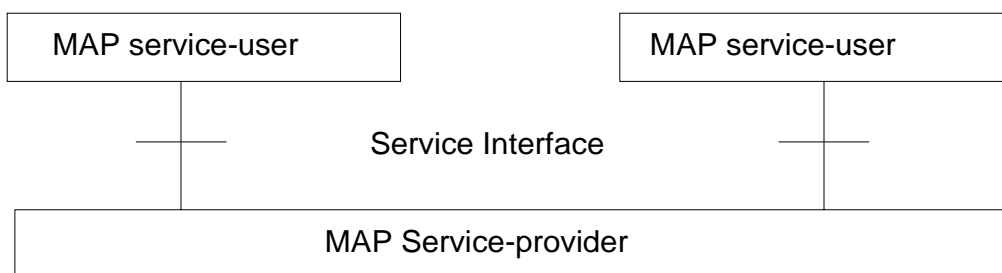 MAP service-user
MAP service-user
Service Interface
MAP Service-provider